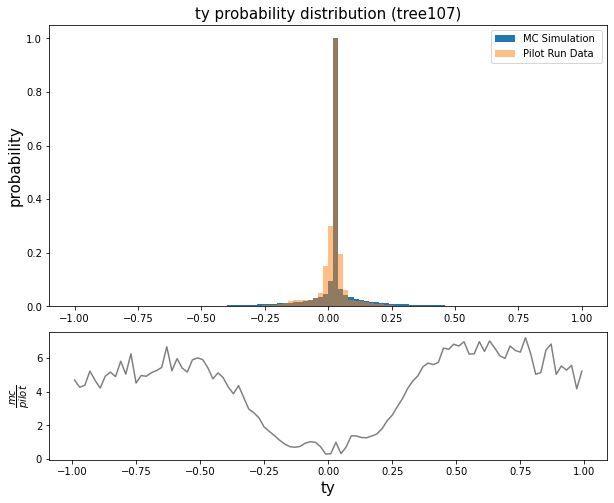 ty probability distribution (tree107)
MC Simulation
Pilot Run Data
probability
1.0
0.8
0.6
0.4
0.2
0.0
−1.00 −0.75 −0.50 −0.25 0.00 0.25 0.50 0.75 1.00
mc
pilot
6
4
2
0
−1.00 −0.75 −0.50 −0.25 0.00 0.25 0.50 0.75 1.00
ty